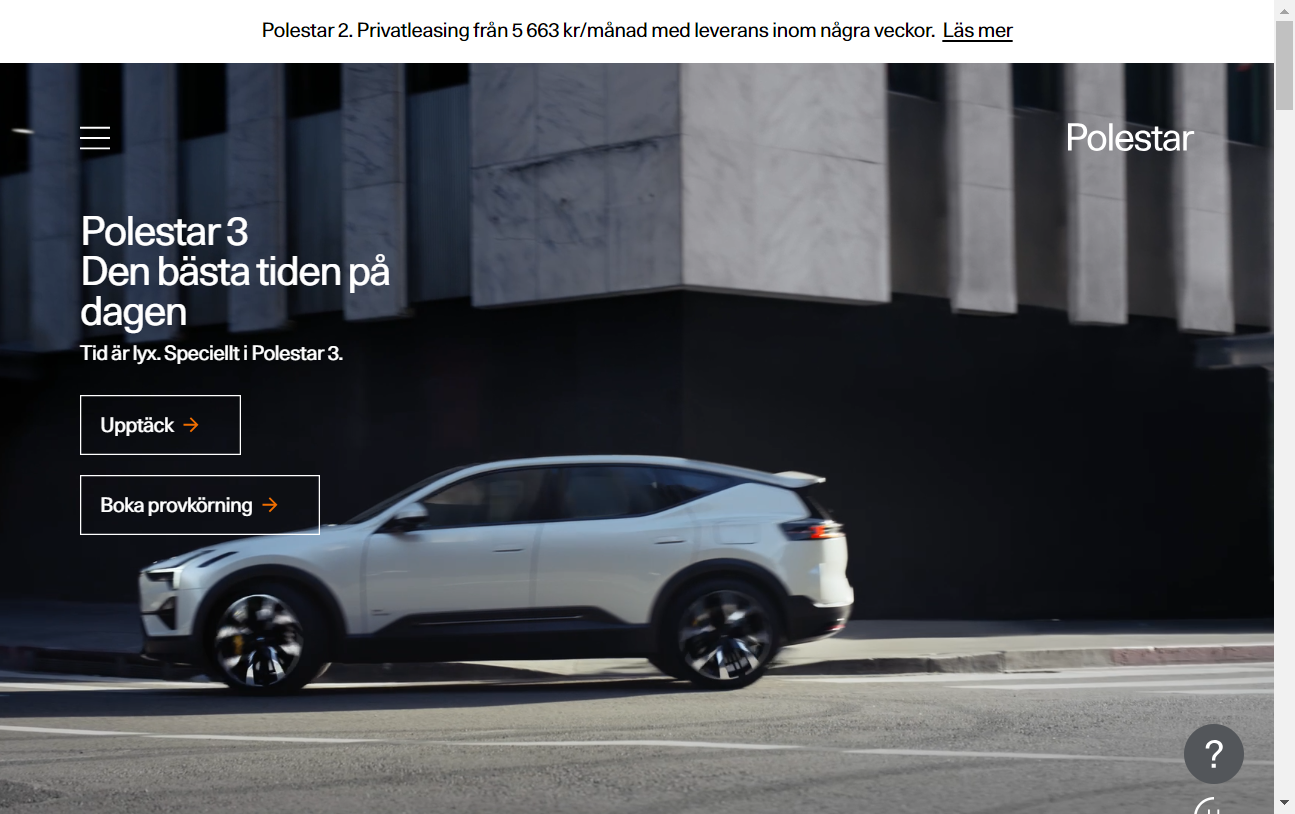 Polestar 2. Privatleasing från 5 663 kr/månad med leverans inom några veckor. Läs mer
Polestar
Polestar 3
Den bästa tiden på
dagen
Tid är lyx. Speciellt i Polestar 3.
Upptäck →
Boka provkörning →
?